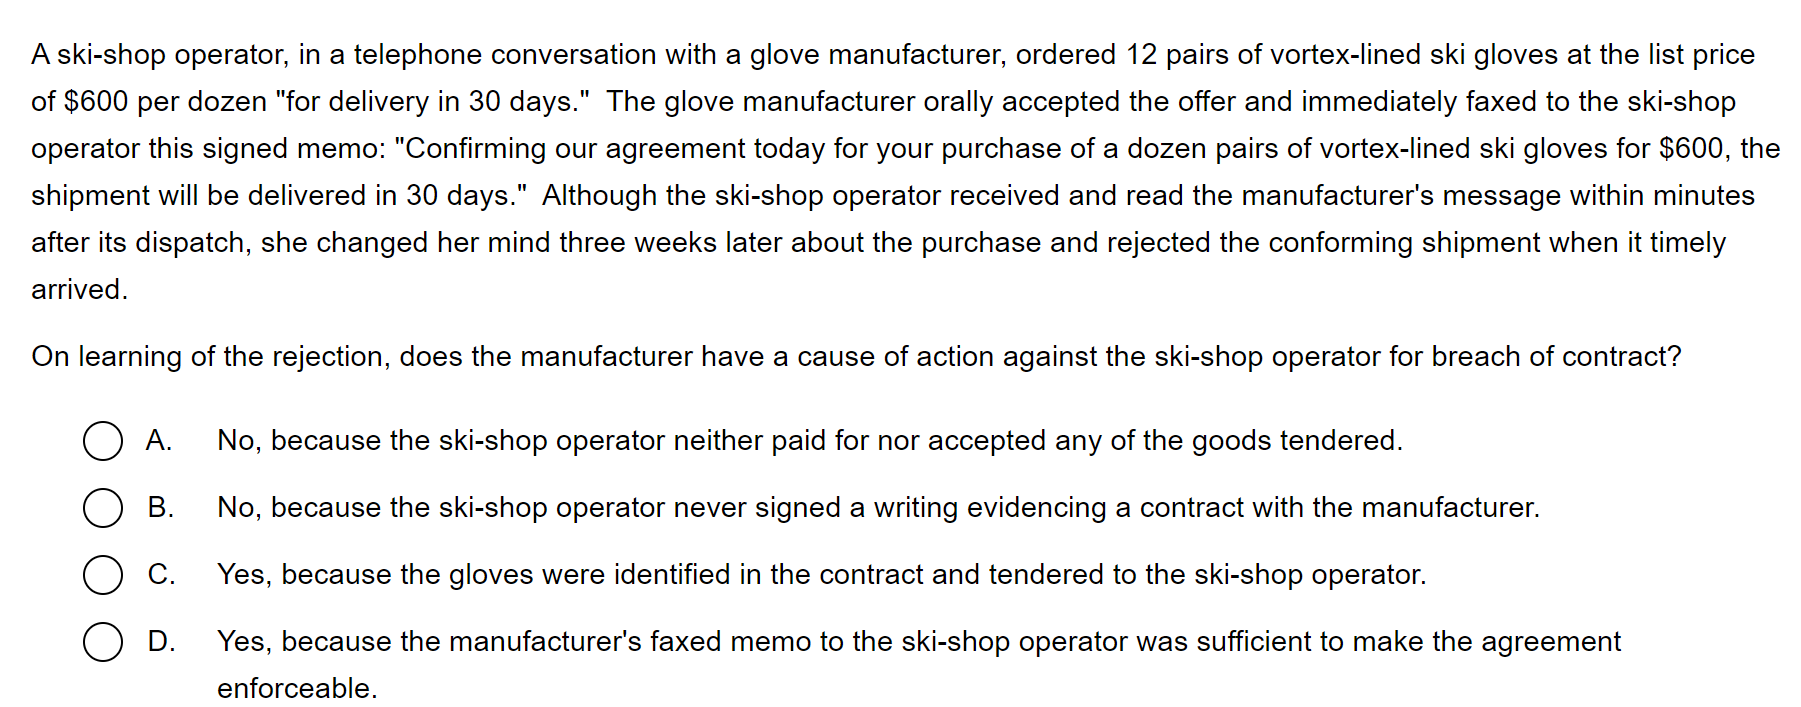 A ski-shop operator, in a telephone conversation with a glove manufacturer, ordered 12 pairs of vortex-lined ski gloves at the list price
of $600 per dozen "for delivery in 30 days."  The glove manufacturer orally accepted the offer and immediately faxed to the ski-shop
operator this signed memo: "Confirming our agreement today for your purchase of a dozen pairs of vortex-lined ski gloves for $600, the
shipment will be delivered in 30 days."  Although the ski-shop operator received and read the manufacturer's message within minutes
after its dispatch, she changed her mind three weeks later about the purchase and rejected the conforming shipment when it timely
arrived.
On learning of the rejection, does the manufacturer have a cause of action against the ski-shop operator for breach of contract?
A. No, because the ski-shop operator neither paid for nor accepted any of the goods tendered.
B. No, because the ski-shop operator never signed a writing evidencing a contract with the manufacturer.
C. Yes, because the gloves were identified in the contract and tendered to the ski-shop operator.
D. Yes, because the manufacturer's faxed memo to the ski-shop operator was sufficient to make the agreement
enforceable.